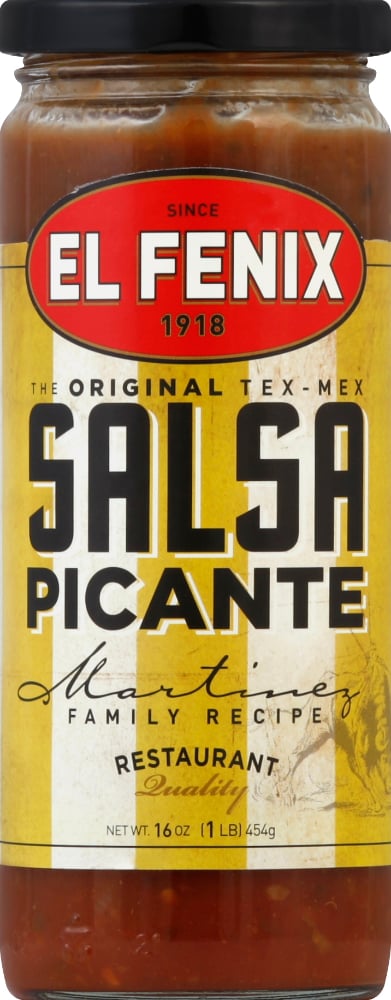 SINCE
EL FENIX
1918
THE ORIGINAL TEX-MEX
SALSA
PICANTE
Martinez
FAMILY RECIPE
RESTAURANT
Quality
NET WT. 16 OZ (1 LB) 454g